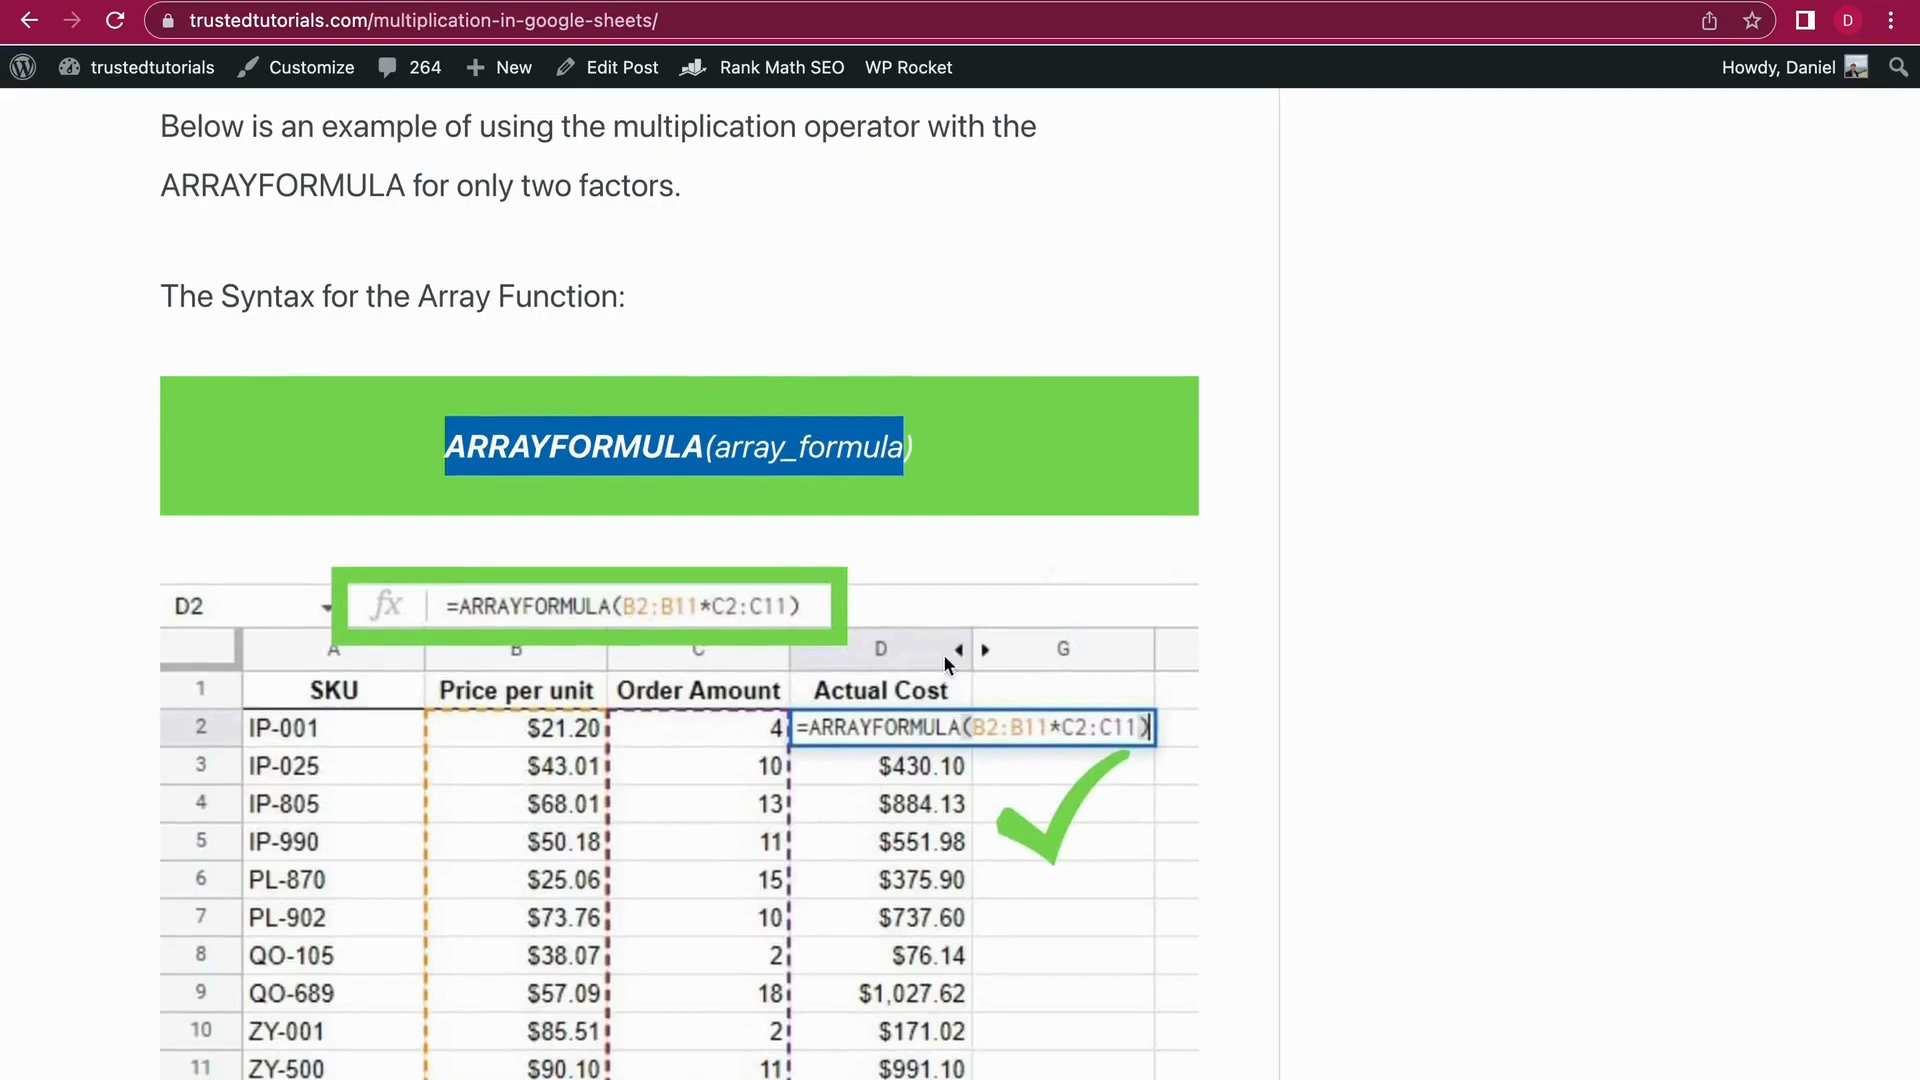 trustedtutorials.com/multiplication-in-google-sheets/
D
trustedtutorials Customize 264 New Edit Post Rank Math SEO WP Rocket Howdy, Daniel
Below is an example of using the multiplication operator with the
ARRAYFORMULA for only two factors.
The Syntax for the Array Function:
ARRAYFORMULA(array_formula)
D2 fx =ARRAYFORMULA(B2:B11*C2:C11)
A B C D G
1 SKU Price per unit Order Amount Actual Cost
2 IP-001 $21.20 4 =ARRAYFORMULA(B2:B11*C2:C11)
3 IP-025 $43.01 10 $430.10
4 IP-805 $68.01 13 $884.13
5 IP-990 $50.18 11 $551.98
6 PL-870 $25.06 15 $375.90
7 PL-902 $73.76 10 $737.60
8 QO-105 $38.07 2 $76.14
9 QO-689 $57.09 18 $1,027.62
10 ZY-001 $85.51 2 $171.02
11 ZY-500 $90.10 11 $991.10